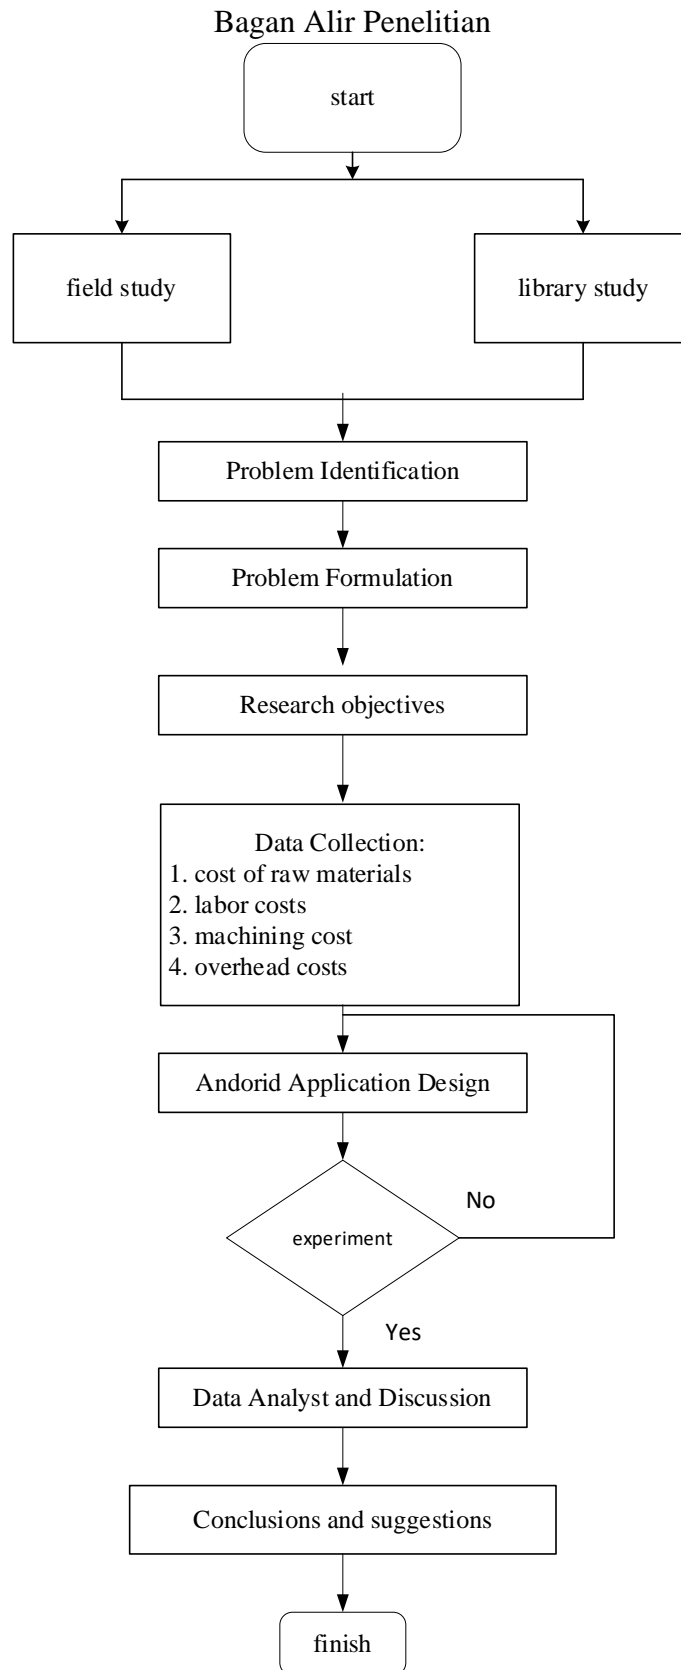 Bagan Alir Penelitian
start
field study
library study
Problem Identification
Problem Formulation
Research objectives
Data Collection:
1. cost of raw materials
2. labor costs
3. machining cost
4. overhead costs
Andorid Application Design
No
experiment
Yes
Data Analyst and Discussion
Conclusions and suggestions
finish